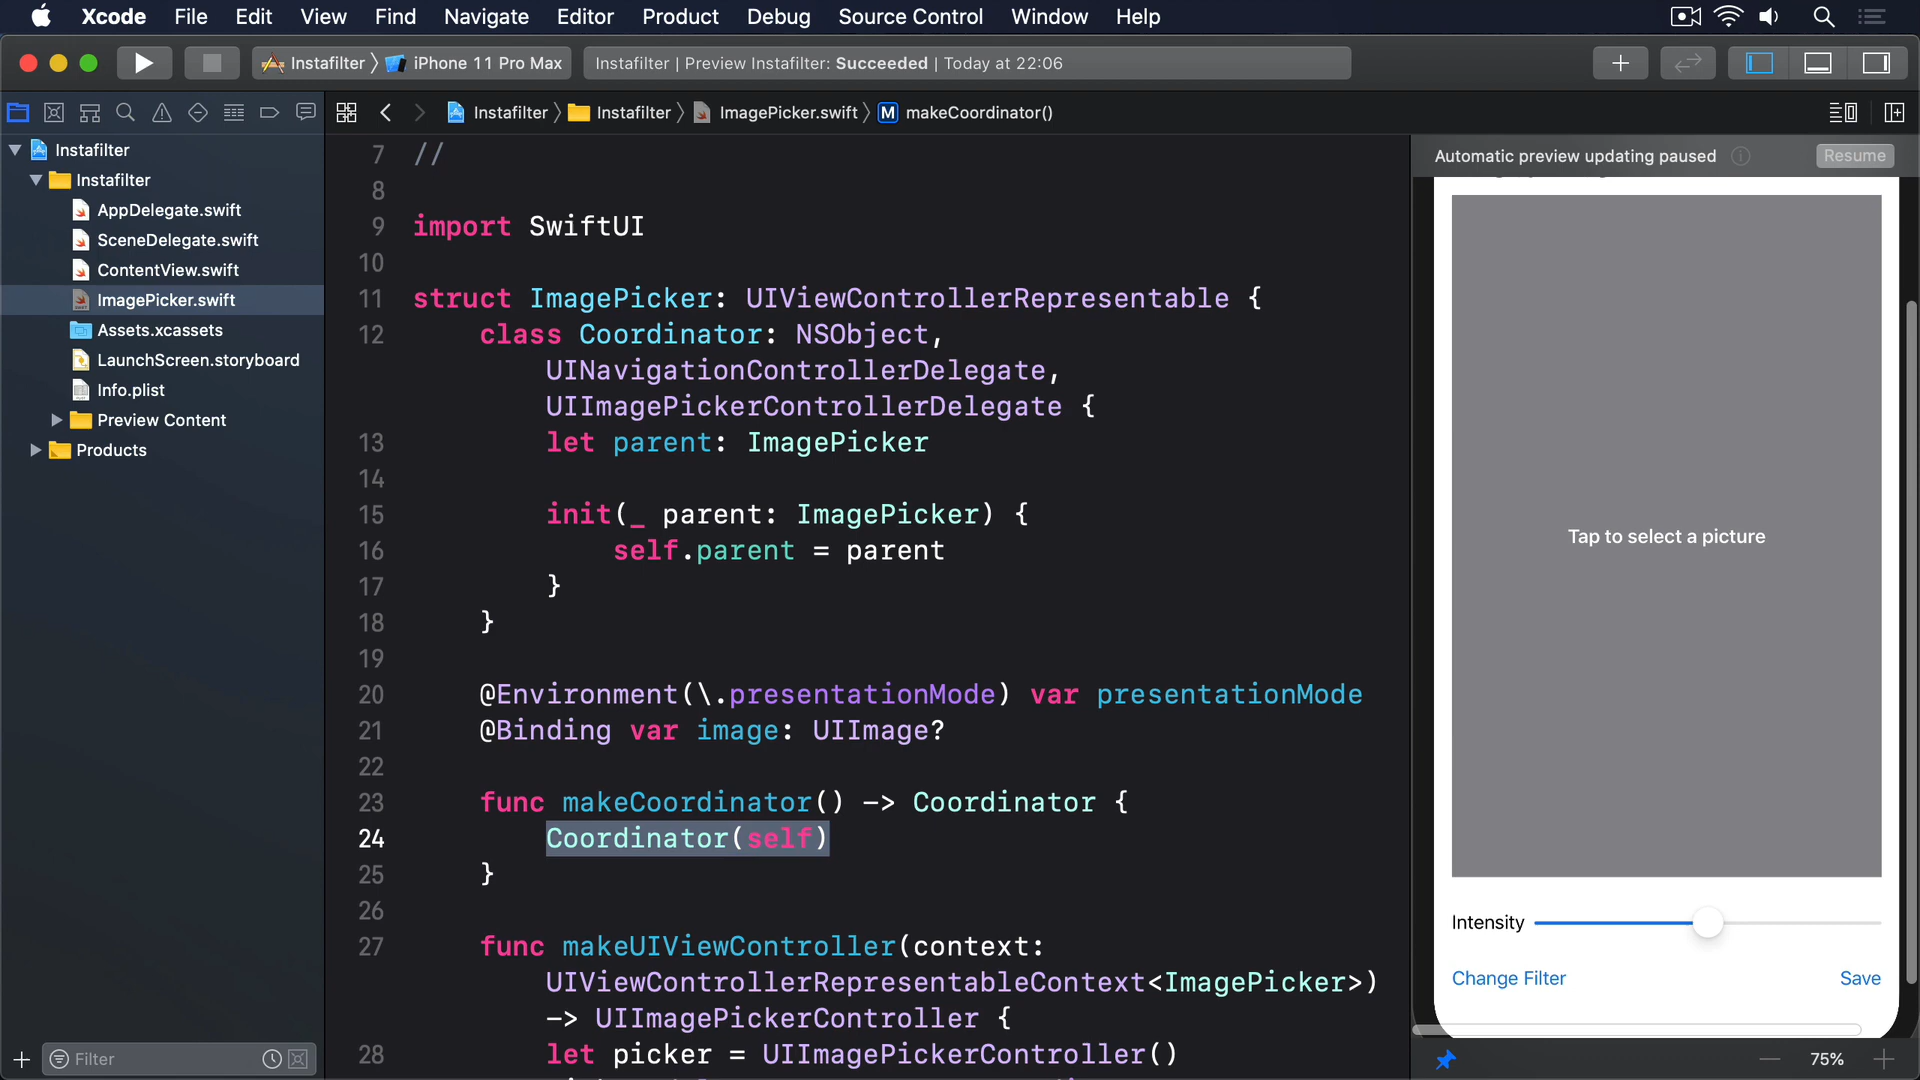 Xcode File Edit View Find Navigate Editor Product Debug Source Control Window Help
Instafilter iPhone 11 Pro Max
Instafilter | Preview Instafilter: Succeeded | Today at 22:06
Instafilter Instafilter ImagePicker.swift M makeCoordinator()
Instafilter
Instafilter
AppDelegate.swift
SceneDelegate.swift
ContentView.swift
ImagePicker.swift
Assets.xcassets
LaunchScreen.storyboard
Info.plist
Preview Content
Products
Filter
7 //
8
9 import SwiftUI
10
11 struct ImagePicker: UIViewControllerRepresentable {
12 class Coordinator: NSObject,
UINavigationControllerDelegate,
UIImagePickerControllerDelegate {
13 let parent: ImagePicker
14
15 init(_ parent: ImagePicker) {
16 self.parent = parent
17 }
18 }
19
20 @Environment(\.presentationMode) var presentationMode
21 @Binding var image: UIImage?
22
23 func makeCoordinator() -> Coordinator {
24 Coordinator(self)
25 }
26
27 func makeUIViewController(context:
UIViewControllerRepresentableContext<ImagePicker>)
-> UIImagePickerController {
28 let picker = UIImagePickerController()
Automatic preview updating paused Resume
Tap to select a picture
Intensity
Change Filter Save
75%